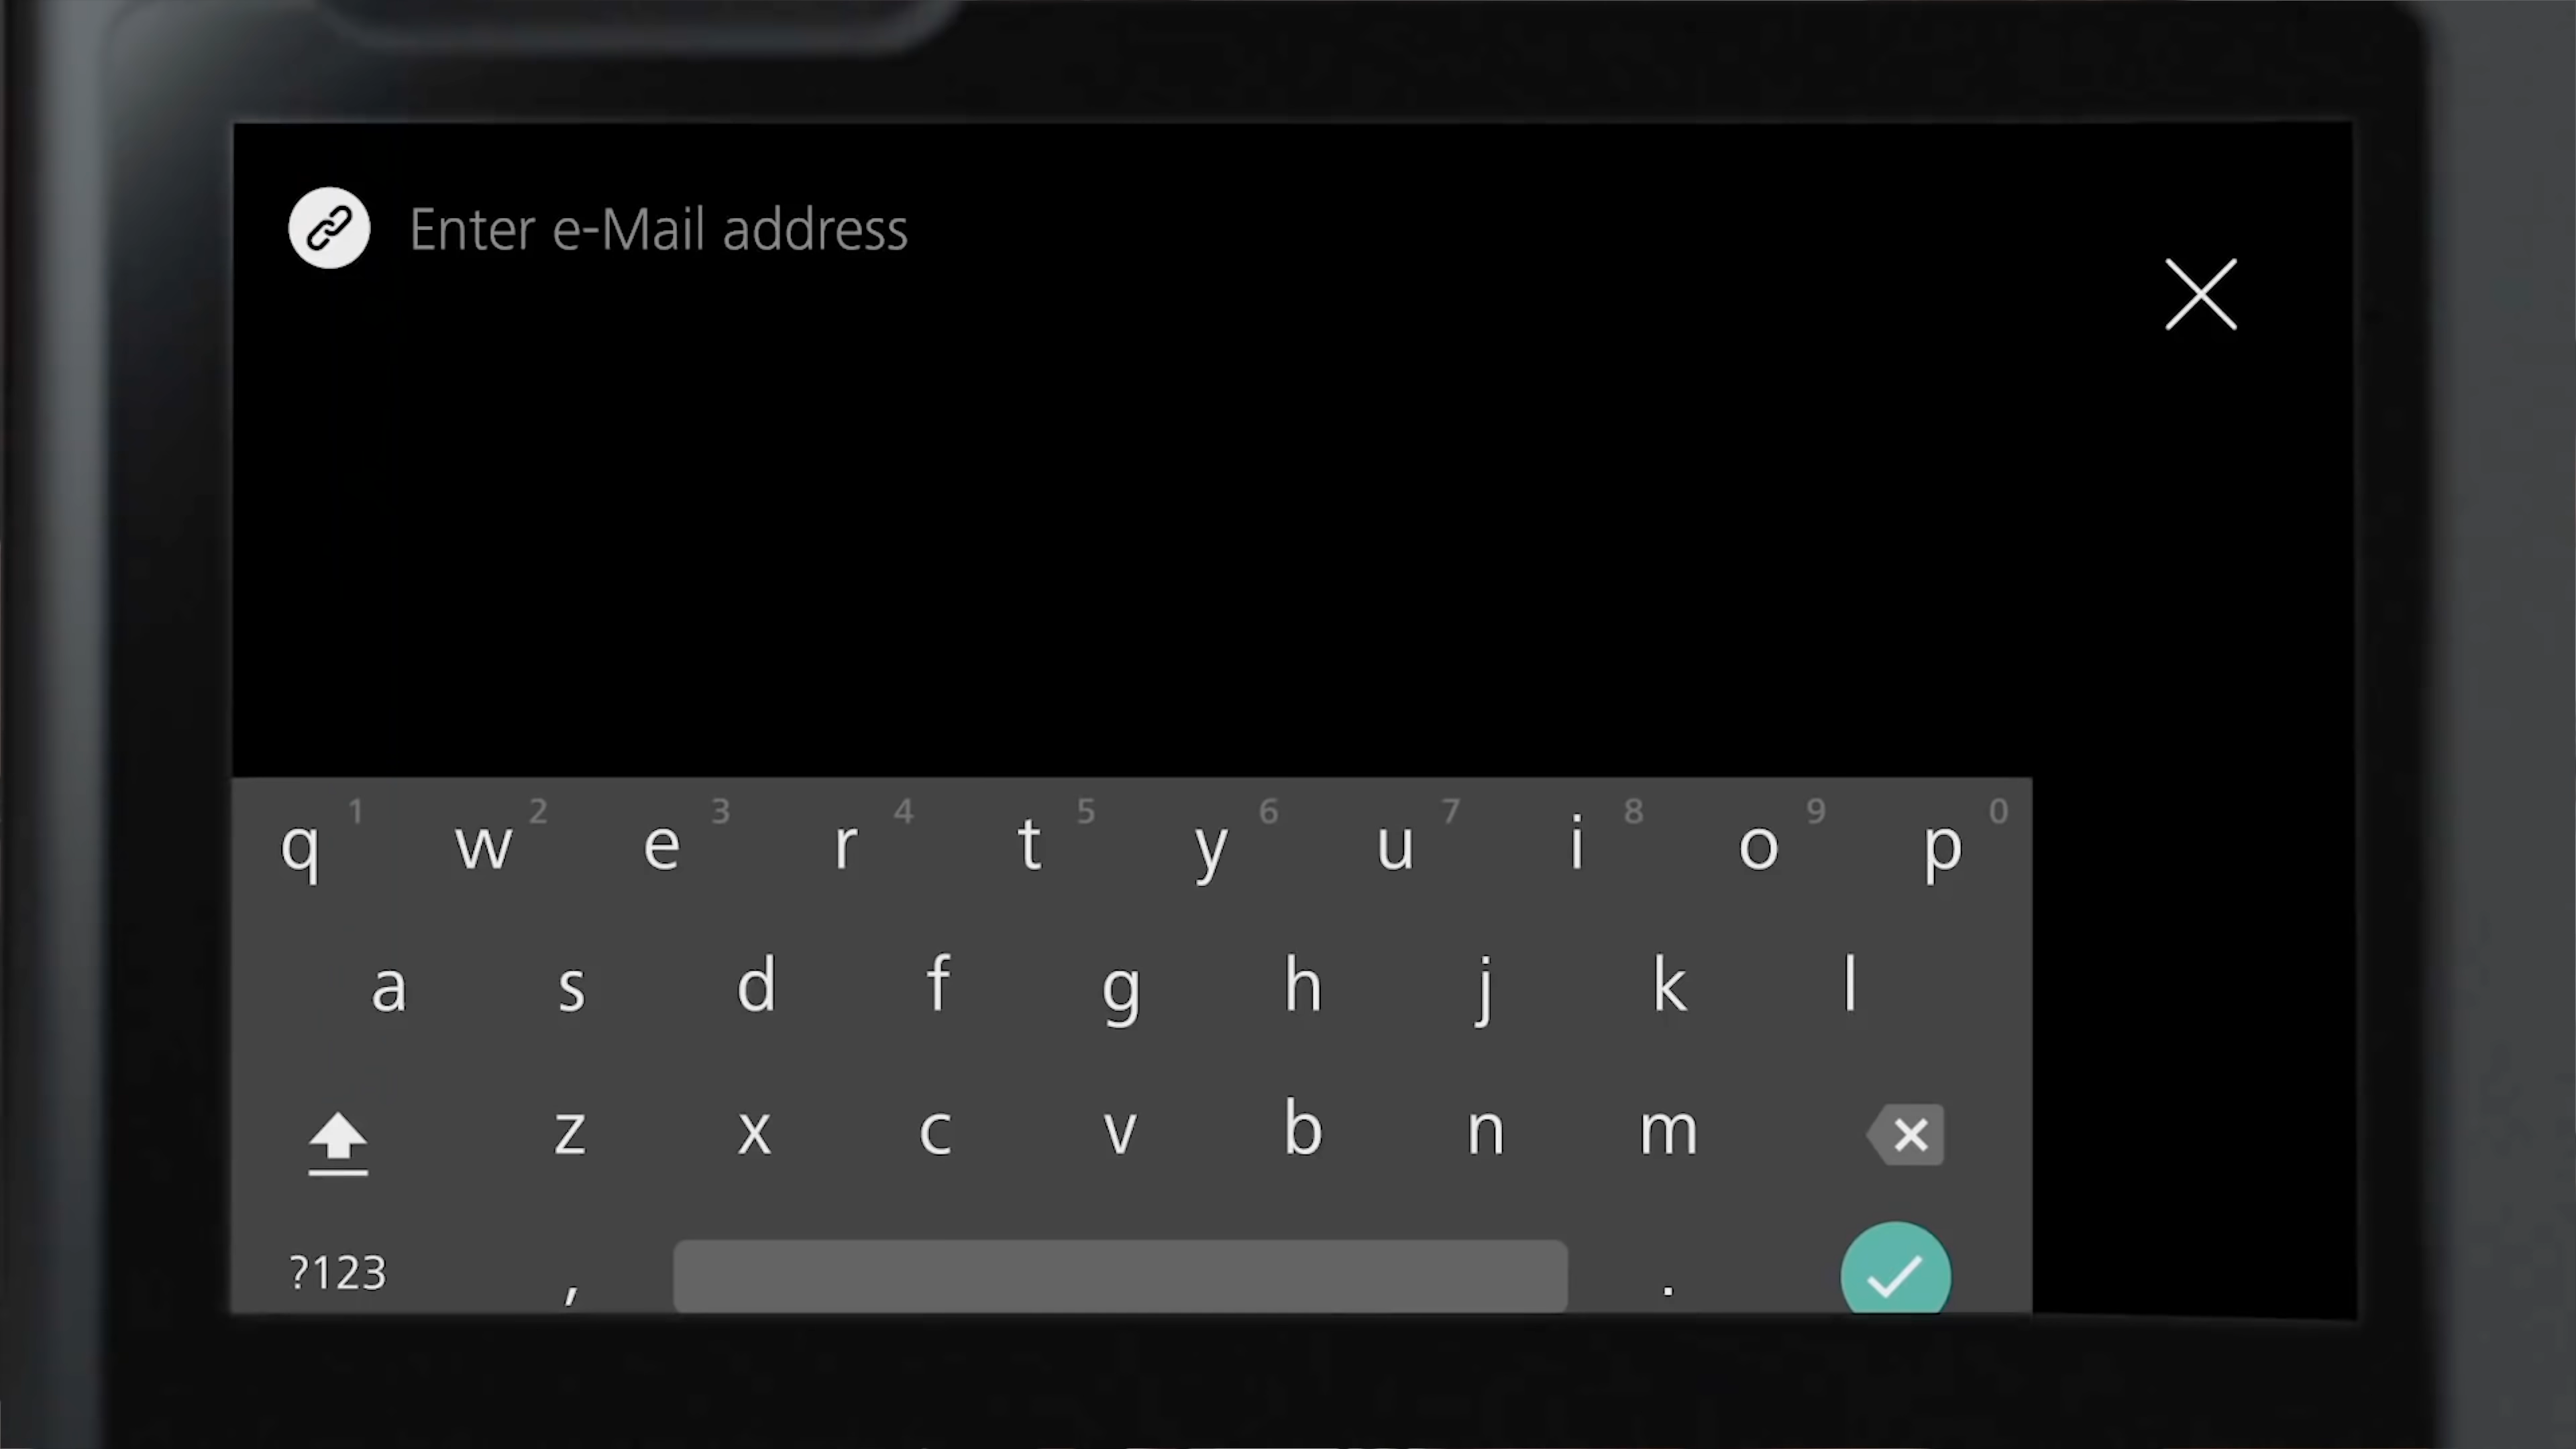 Enter e-Mail address
q 1 w 2 e 3 r 4 t 5 y 6 u 7 i 8 o 9 p 0
a s d f g h j k l
z x c v b n m
?123 , .